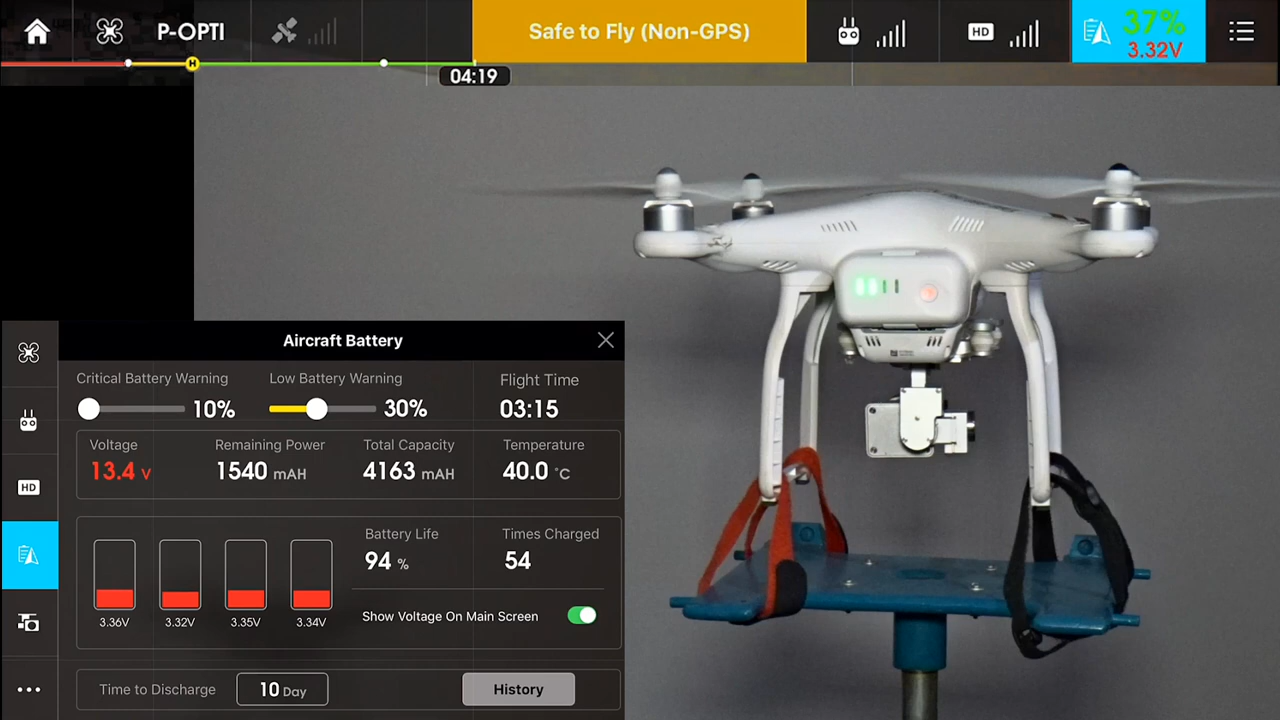 P-OPTI
Safe to Fly (Non-GPS)
HD
37%
3.32V
H
04:19
Aircraft Battery
Critical Battery Warning
Low Battery Warning
Flight Time
10%
30%
03:15
Voltage
Remaining Power
Total Capacity
Temperature
13.4 V
1540 mAH
4163 mAH
40.0 °C
HD
Battery Life
Times Charged
94 %
54
3.36V
3.32V
3.35V
3.34V
Show Voltage On Main Screen
Time to Discharge
10 Day
History